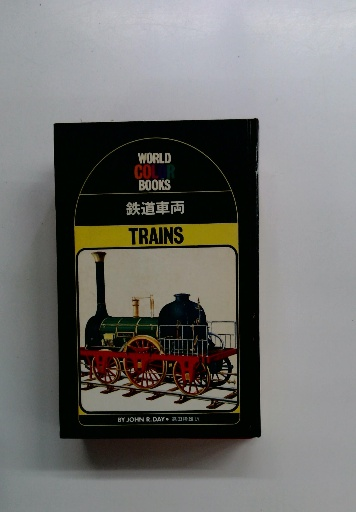 WORLD
COLOR
BOOKS
鉄道車両
TRAINS
BY JOHN R. DAY •